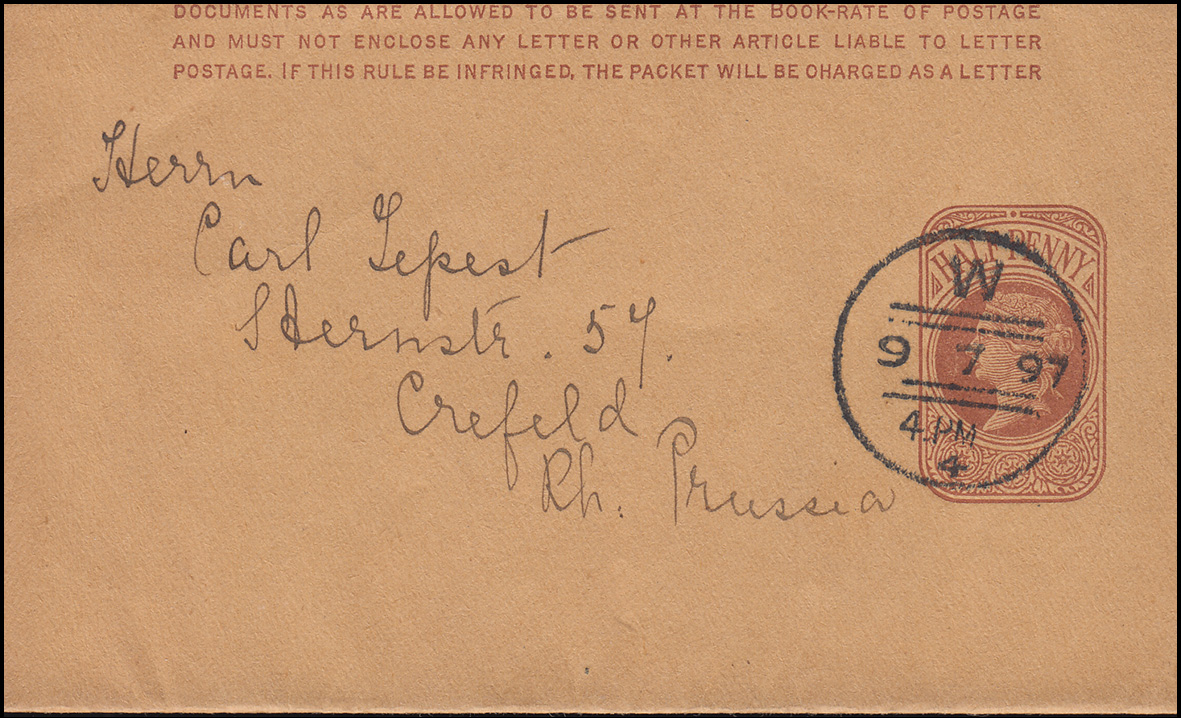 DOCUMENTS AS ARE ALLOWED TO BE SENT AT THE BOOK-RATE OF POSTAGE
AND MUST NOT ENCLOSE ANY LETTER OR OTHER ARTICLE LIABLE TO LETTER
POSTAGE. IF THIS RULE BE INFRINGED, THE PACKET WILL BE CHARGED AS A LETTER
Herrn
Carl
Sternstr. 57.
Crefeld
Rh. Prussia
HALFPENNY
W
9 7 97
4.PM
4